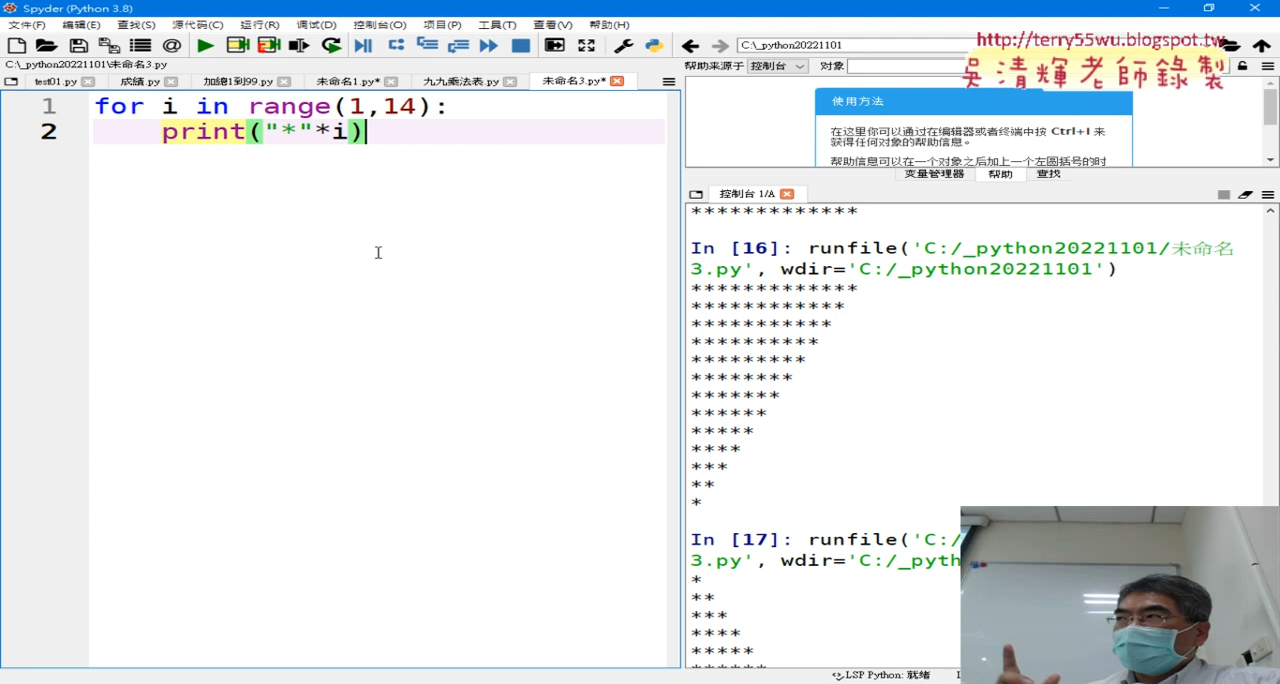 Spyder (Python 3.8)
文件(F) 编辑(E) 查找(S) 源代码(C) 运行(R) 调试(D) 控制台(O) 项目(P) 工具(T) 查看(V) 帮助(H)
C:\_python20221101
http://terry55wu.blogspot.tw
吳清輝老師錄製
C:\_python20221101\未命名3.py
帮助来源于 控制台 对象
test01.py 成績.py 加總1到99.py 未命名1.py* 九九乘法表.py 未命名3.py*
1 for i in range(1,14):
2 print("*"*i)
使用方法
在这里你可以通过在编辑器或者终端中按 Ctrl+I 来
获得任何对象的帮助信息。
帮助信息可以在一个对象之后加上一个左圆括号的时
变量管理器 帮助 查找
控制台 1/A
*************
In [16]: runfile('C:/_python20221101/未命名
3.py', wdir='C:/_python20221101')
*************
************
***********
**********
*********
********
*******
******
*****
****
***
**
*
In [17]: runfile('C:/
3.py', wdir='C:/_pyth
*
**
***
****
*****
******
LSP Python: 就绪